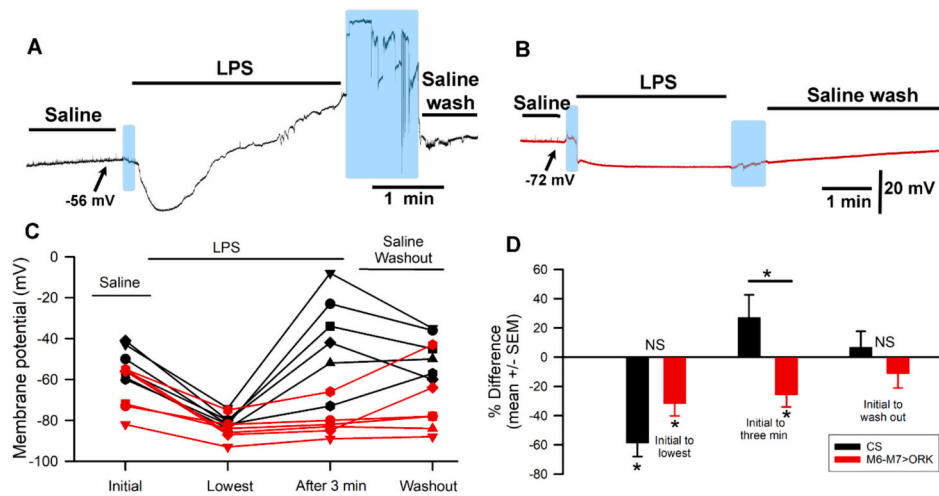 A
LPS
Saline
Saline
wash
-56 mV
1 min
B
LPS
Saline
Saline wash
-72 mV
1 min
20 mV
C
LPS
Saline
Washout
Saline
Membrane potential (mV)
0
-20
-40
-60
-80
-100
Initial
Lowest
After 3 min
Washout
D
% Difference
(mean +/- SEM)
60
40
20
0
-20
-40
-60
-80
*
NS
NS
*
*
*
Initial to
lowest
Initial to
three min
Initial to
wash out
CS
M6-M7>ORK